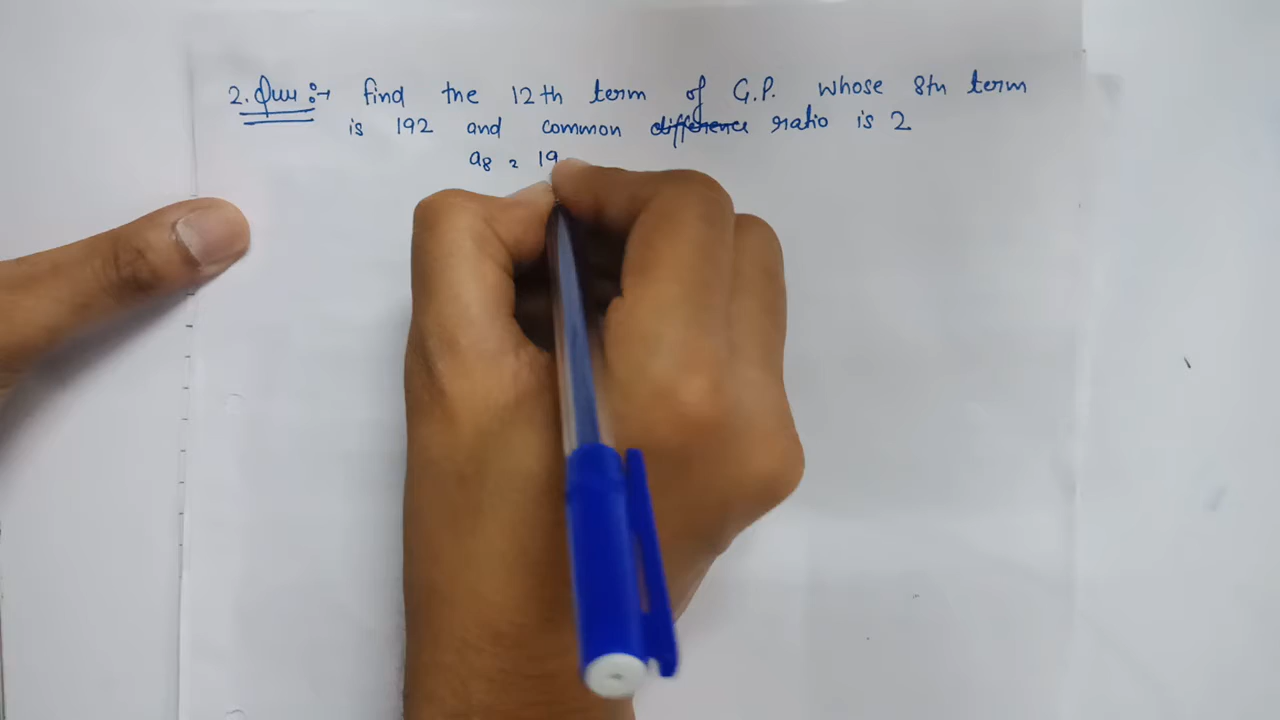 2. Ques:→ find the 12th term of G.P. whose 8th term
is 192 and common difference ratio is 2
a8 = 19